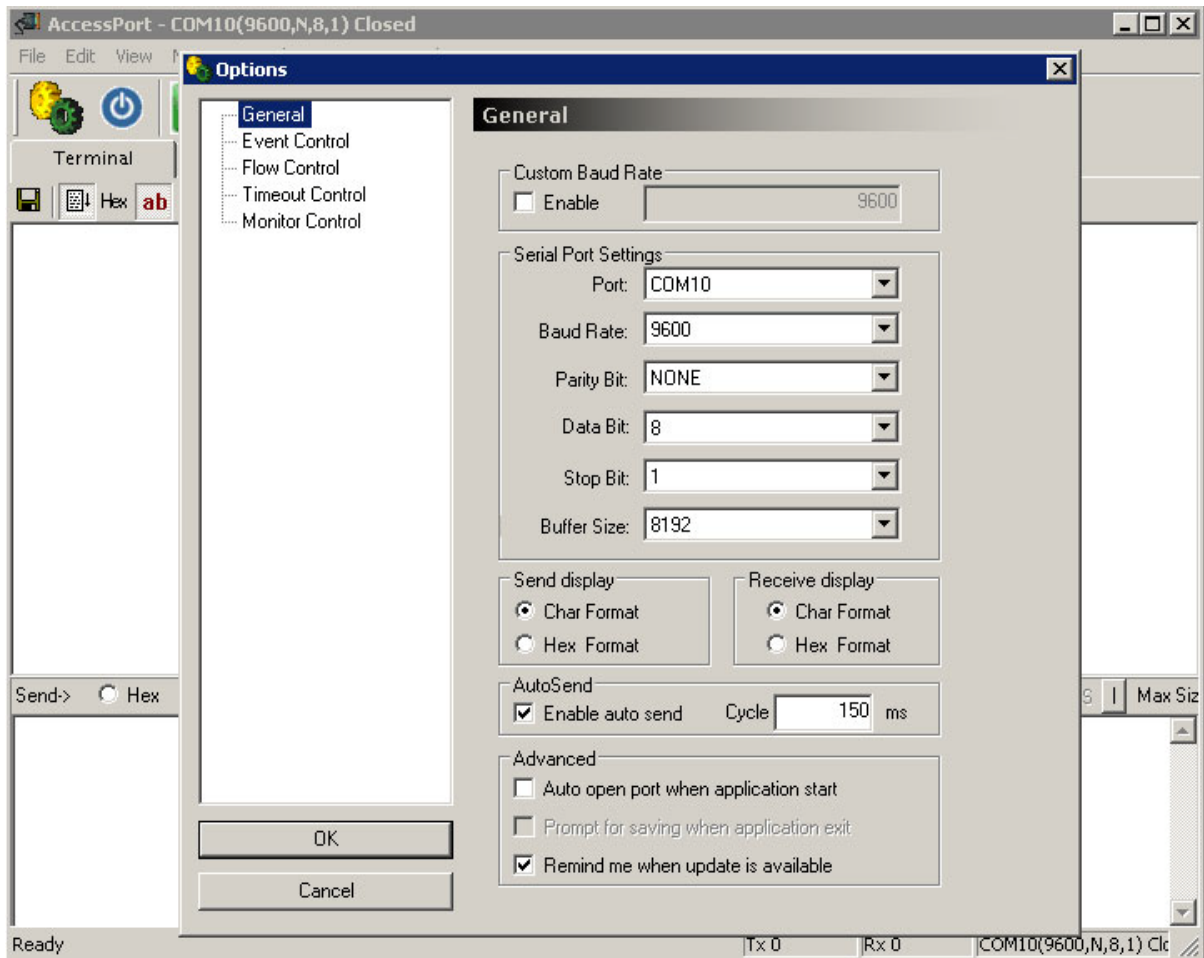 AccessPort - COM10(9600,N,8,1) Closed
File Edit View
Options
General
Event Control
Flow Control
Timeout Control
Monitor Control
OK
Cancel
General
Custom Baud Rate
Enable 9600
Serial Port Settings
Port: COM10
Baud Rate: 9600
Parity Bit: NONE
Data Bit: 8
Stop Bit: 1
Buffer Size: 8192
Send display
Char Format
Hex Format
Receive display
Char Format
Hex Format
AutoSend
Enable auto send Cycle 150 ms
Advanced
Auto open port when application start
Prompt for saving when application exit
Remind me when update is available
Terminal
Hex ab
Send-> Hex
I Max Siz
Ready Tx 0 Rx 0 COM10(9600,N,8,1) Clo